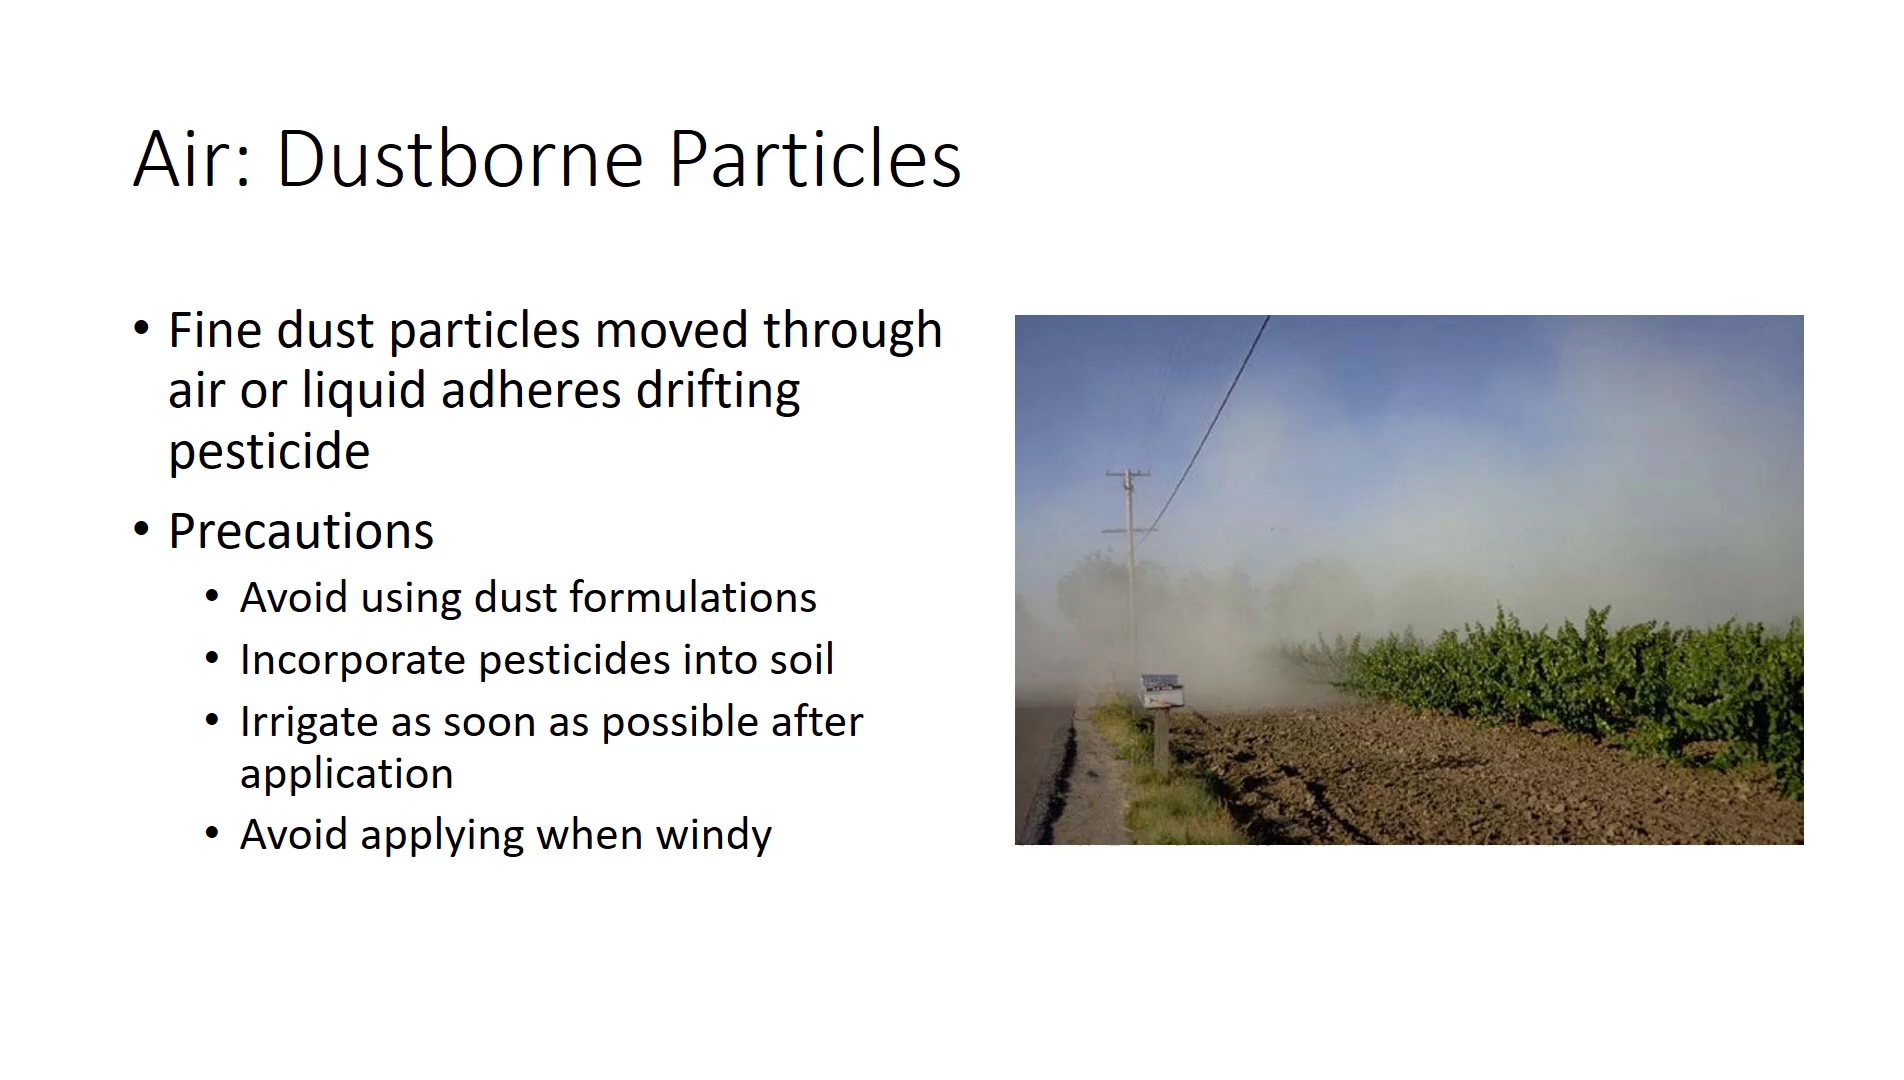 Air: Dustborne Particles
• Fine dust particles moved through
air or liquid adheres drifting
pesticide
• Precautions
• Avoid using dust formulations
• Incorporate pesticides into soil
• Irrigate as soon as possible after
application
• Avoid applying when windy